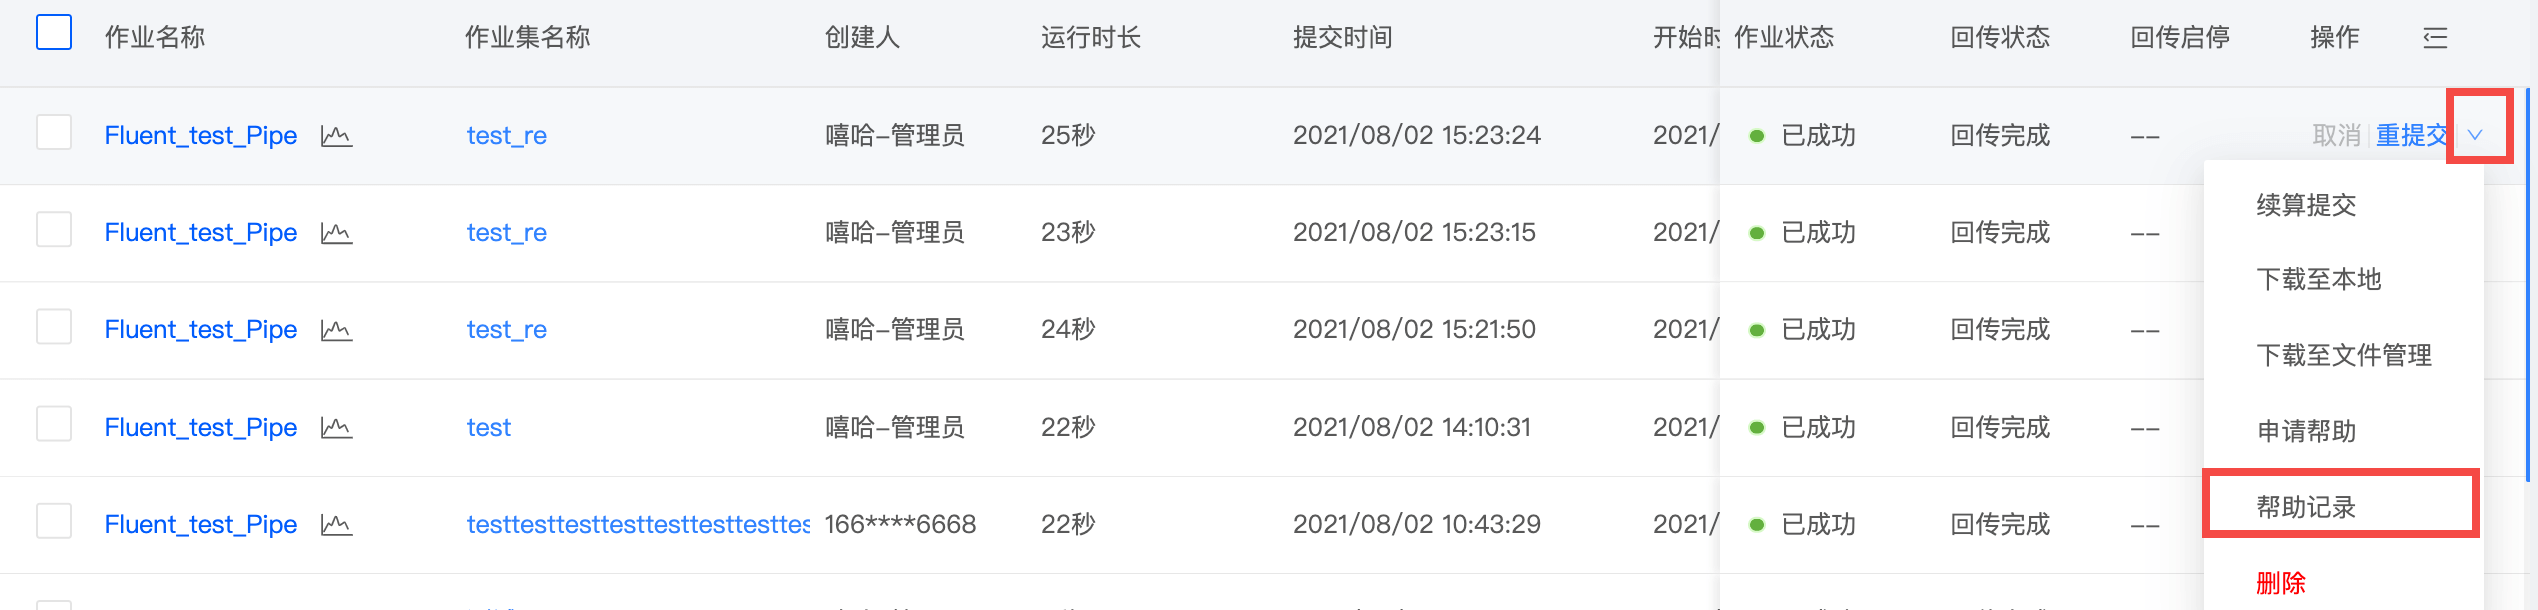 作业名称 作业集名称 创建人 运行时长 提交时间 开始时 作业状态 回传状态 回传启停 操作
Fluent_test_Pipe test_re 嘻哈-管理员 25秒 2021/08/02 15:23:24 2021/ 已成功 回传完成 -- 取消 重提交
续算提交
Fluent_test_Pipe test_re 嘻哈-管理员 23秒 2021/08/02 15:23:15 2021/ 已成功 回传完成 --
下载至本地
Fluent_test_Pipe test_re 嘻哈-管理员 24秒 2021/08/02 15:21:50 2021/ 已成功 回传完成 --
下载至文件管理
Fluent_test_Pipe test 嘻哈-管理员 22秒 2021/08/02 14:10:31 2021/ 已成功 回传完成 --
申请帮助
帮助记录
Fluent_test_Pipe testtesttesttesttesttesttesttes 166****6668 22秒 2021/08/02 10:43:29 2021/ 已成功 回传完成 --
删除